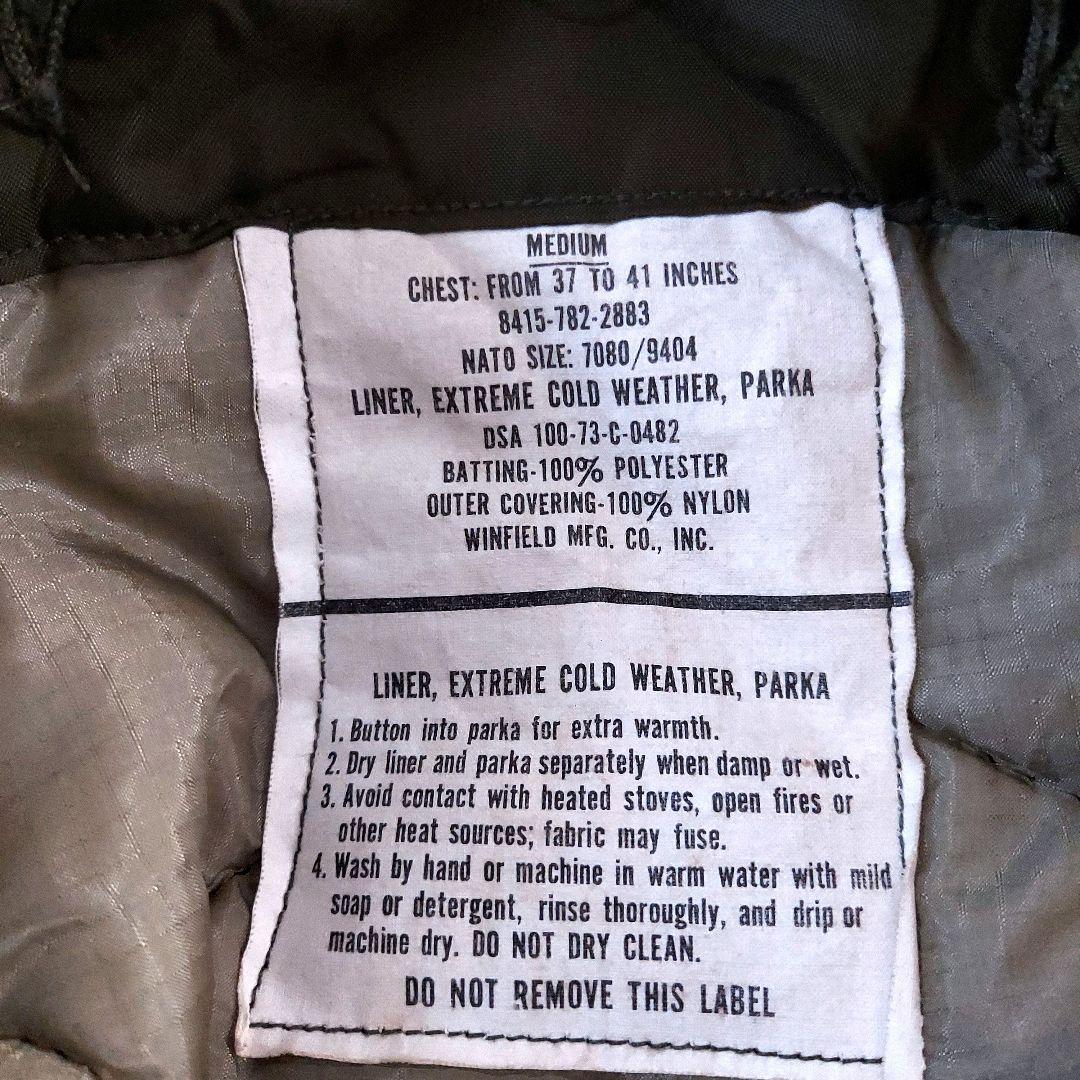 MEDIUM
CHEST: FROM 37 TO 41 INCHES
8415-782-2883
NATO SIZE: 7080/9404
LINER, EXTREME COLD WEATHER, PARKA
DSA 100-73-C-0482
BATTING-100% POLYESTER
OUTER COVERING-100% NYLON
WINFIELD MFG. CO., INC.
LINER, EXTREME COLD WEATHER, PARKA
1. Button into parka for extra warmth.
2. Dry liner and parka separately when damp or wet.
3. Avoid contact with heated stoves, open fires or
other heat sources; fabric may fuse.
4. Wash by hand or machine in warm water with mild
soap or detergent, rinse thoroughly, and drip or
machine dry. DO NOT DRY CLEAN.
DO NOT REMOVE THIS LABEL